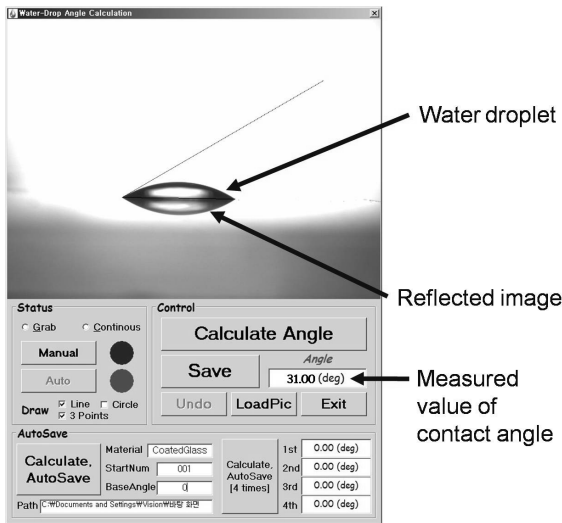 Water-Drop Angle Calculation
Water droplet
Reflected image
Status
Grab
Continous
Manual
Auto
Draw
Line
Circle
3 Points
Control
Calculate Angle
Save
Angle
31.00 (deg)
Undo
LoadPic
Exit
Measured
value of
contact angle
AutoSave
Calculate,
AutoSave
Material
CoatedGlass
StartNum
001
BaseAngle
0
Calculate,
AutoSave
[4 times]
1st
0.00 (deg)
2nd
0.00 (deg)
3rd
0.00 (deg)
4th
0.00 (deg)
Path
C:₩Documents and Settings₩Vision₩바탕 화면